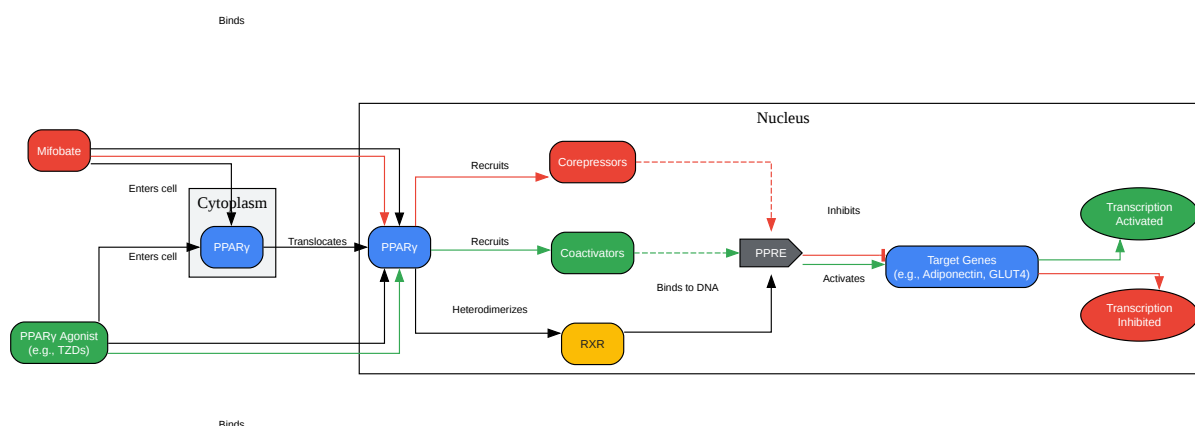 Binds
Nucleus
Mifobate
Corepressors
Recruits
Enters cell
Cytoplasm
Transcription
Activated
Inhibits
PPARγ
Translocates
PPARγ
Recruits
Coactivators
PPRE
Target Genes
(e.g., Adiponectin, GLUT4)
Enters cell
Activates
Binds to DNA
Heterodimerizes
Transcription
Inhibited
PPARγ Agonist
(e.g., TZDs)
RXR
Binds